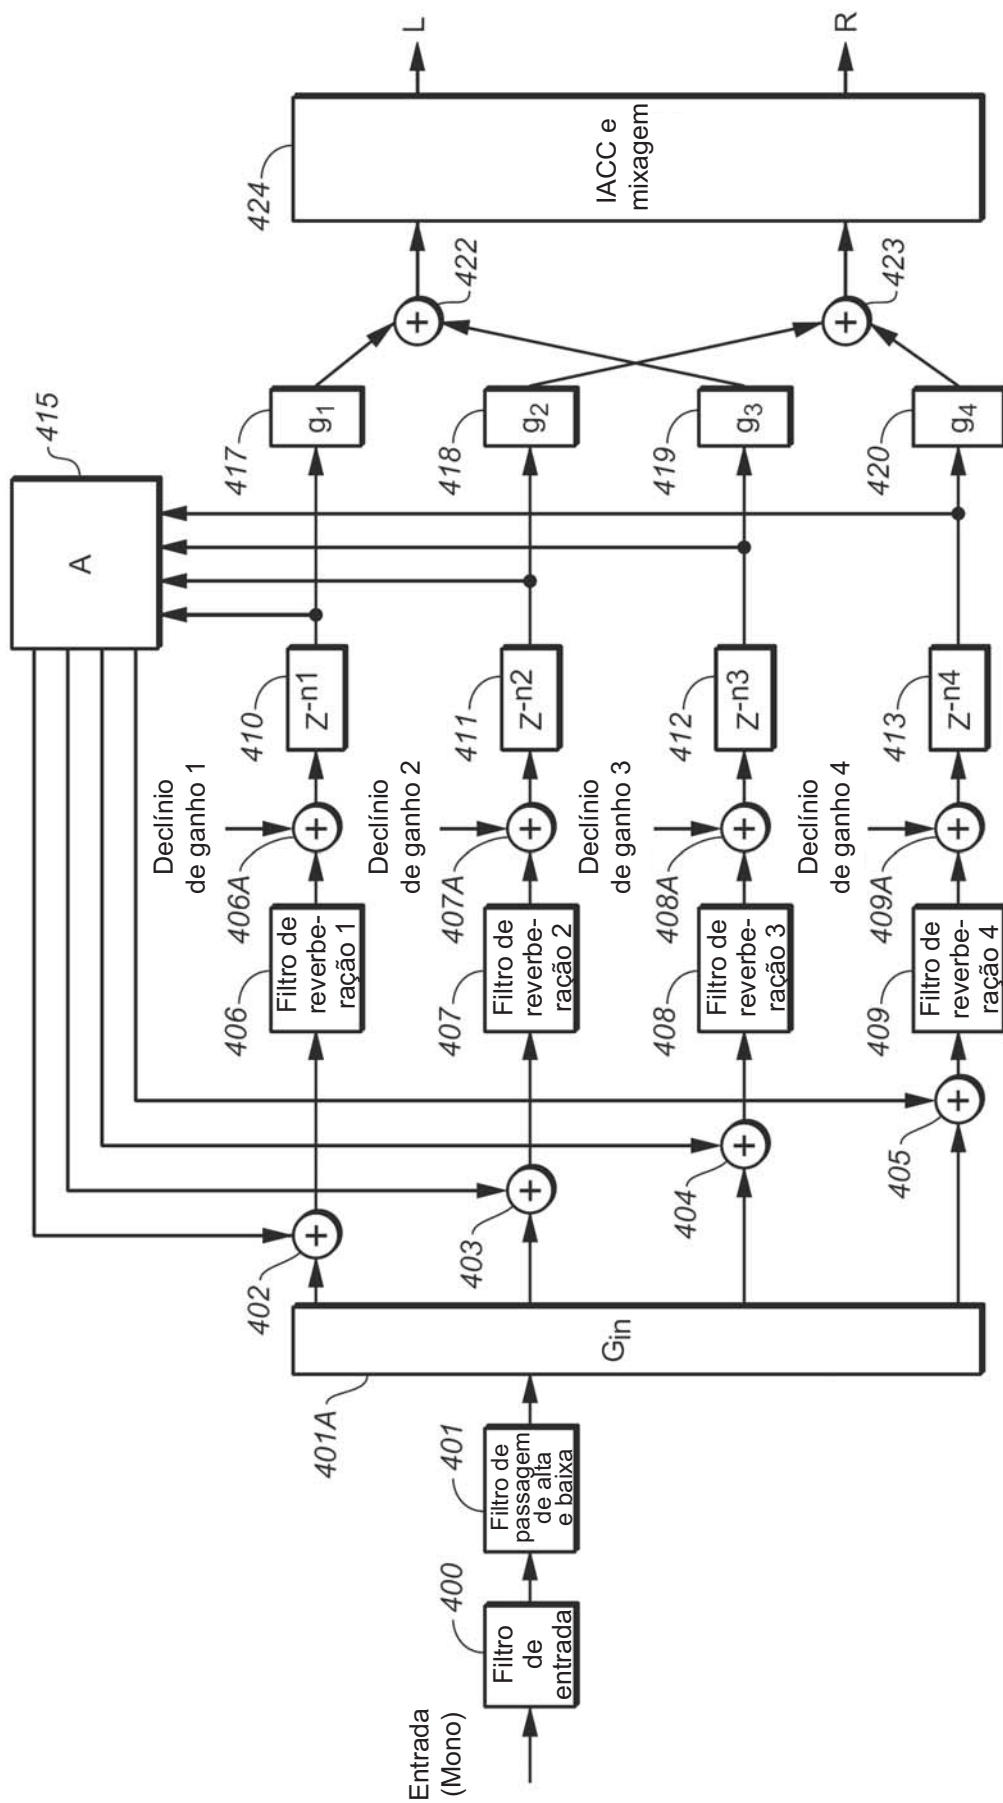 Entrada
(Mono)
400
Filtro
de
entrada
401
Filtro de
passagem
de alta
e baixa
401A
Gin
402
403
404
405
406
Filtro de
reverbe-
ração 1
407
Filtro de
reverbe-
ração 2
408
Filtro de
reverbe-
ração 3
409
Filtro de
reverbe-
ração 4
Declínio
de ganho 1
406A
Declínio
de ganho 2
407A
Declínio
de ganho 3
408A
Declínio
de ganho 4
409A
410
z-n1
411
z-n2
412
z-n3
413
z-n4
415
A
417
g1
418
g2
419
g3
420
g4
422
423
424
IACC e
mixagem
L
R